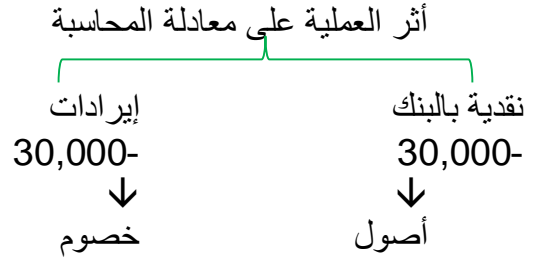 أثر العملية على معادلة المحاسبة
نقدية بالبنك إيرادات
30,000- 30,000-
↓ ↓
أصول خصوم